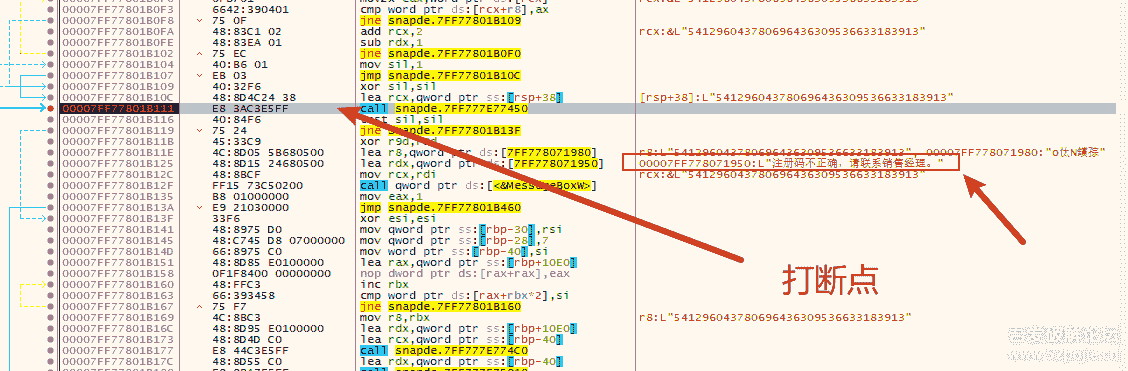 6642:390401 cmp word ptr ds:[rcx+r8],ax
00007FF77801B0F8 75 0F jne snapde.7FF77801B109
00007FF77801B0FA 48:83C1 02 add rcx,2 rcx:&L"541296043780696436309536633183913"
00007FF77801B0FE 48:83EA 01 sub rdx,1
00007FF77801B102 75 EC jne snapde.7FF77801B0F0
00007FF77801B104 40:B6 01 mov sil,1
00007FF77801B107 EB 03 jmp snapde.7FF77801B10C
00007FF77801B109 40:32F6 xor sil,sil
00007FF77801B10C 48:8D4C24 38 lea rcx,qword ptr ss:[rsp+38] [rsp+38]:L"541296043780696436309536633183913"
00007FF77801B111 E8 3AC3E5FF call snapde.7FF777E77450
00007FF77801B116 40:84F6 test sil,sil
00007FF77801B119 75 24 jne snapde.7FF77801B13F
45:33C9 xor r9d,r9d
00007FF77801B11E 4C:8D05 5B680500 lea r8,qword ptr ds:[7FF778071980]
00007FF77801B125 48:8D15 24680500 lea rdx,qword ptr ds:[7FF778071950] 00007FF778071950:L"注册码不正确，请联系销售经理。"
48:8BCF mov rcx,rdi rcx:&L"541296043780696436309536633183913"
FF15 73C50200 call qword ptr ds:[<&MessageBoxW>]
00007FF77801B135 B8 01000000 mov eax,1
00007FF77801B13A E9 21030000 jmp snapde.7FF77801B460
00007FF77801B13F 33F6 xor esi,esi
00007FF77801B141 48:8975 D0 mov qword ptr ss:[rbp-30],rsi
00007FF77801B145 48:C745 D8 07000000 mov qword ptr ss:[rbp-28],7
00007FF77801B14D 66:8975 C0 mov word ptr ss:[rbp-40],si
00007FF77801B151 48:8D85 E0100000 lea rax,qword ptr ss:[rbp+10E0]
00007FF77801B158 0F1F8400 00000000 nop dword ptr ds:[rax+rax],eax
00007FF77801B160 48:FFC3 inc rbx
00007FF77801B163 66:393458 cmp word ptr ds:[rax+rbx*2],si
00007FF77801B167 75 F7 jne snapde.7FF77801B160
00007FF77801B169 4C:8BC3 mov r8,rbx r8:L"541296043780696436309536633183913"
00007FF77801B16C 48:8D95 E0100000 lea rdx,qword ptr ss:[rbp+10E0]
00007FF77801B173 48:8D4D C0 lea rcx,qword ptr ss:[rbp-40]
00007FF77801B177 E8 44C3E5FF call snapde.7FF777E774C0
00007FF77801B17C 48:8D55 C0 lea rdx,qword ptr ss:[rbp-40]
打断点
吾爱破解论坛
www.52pojie.cn